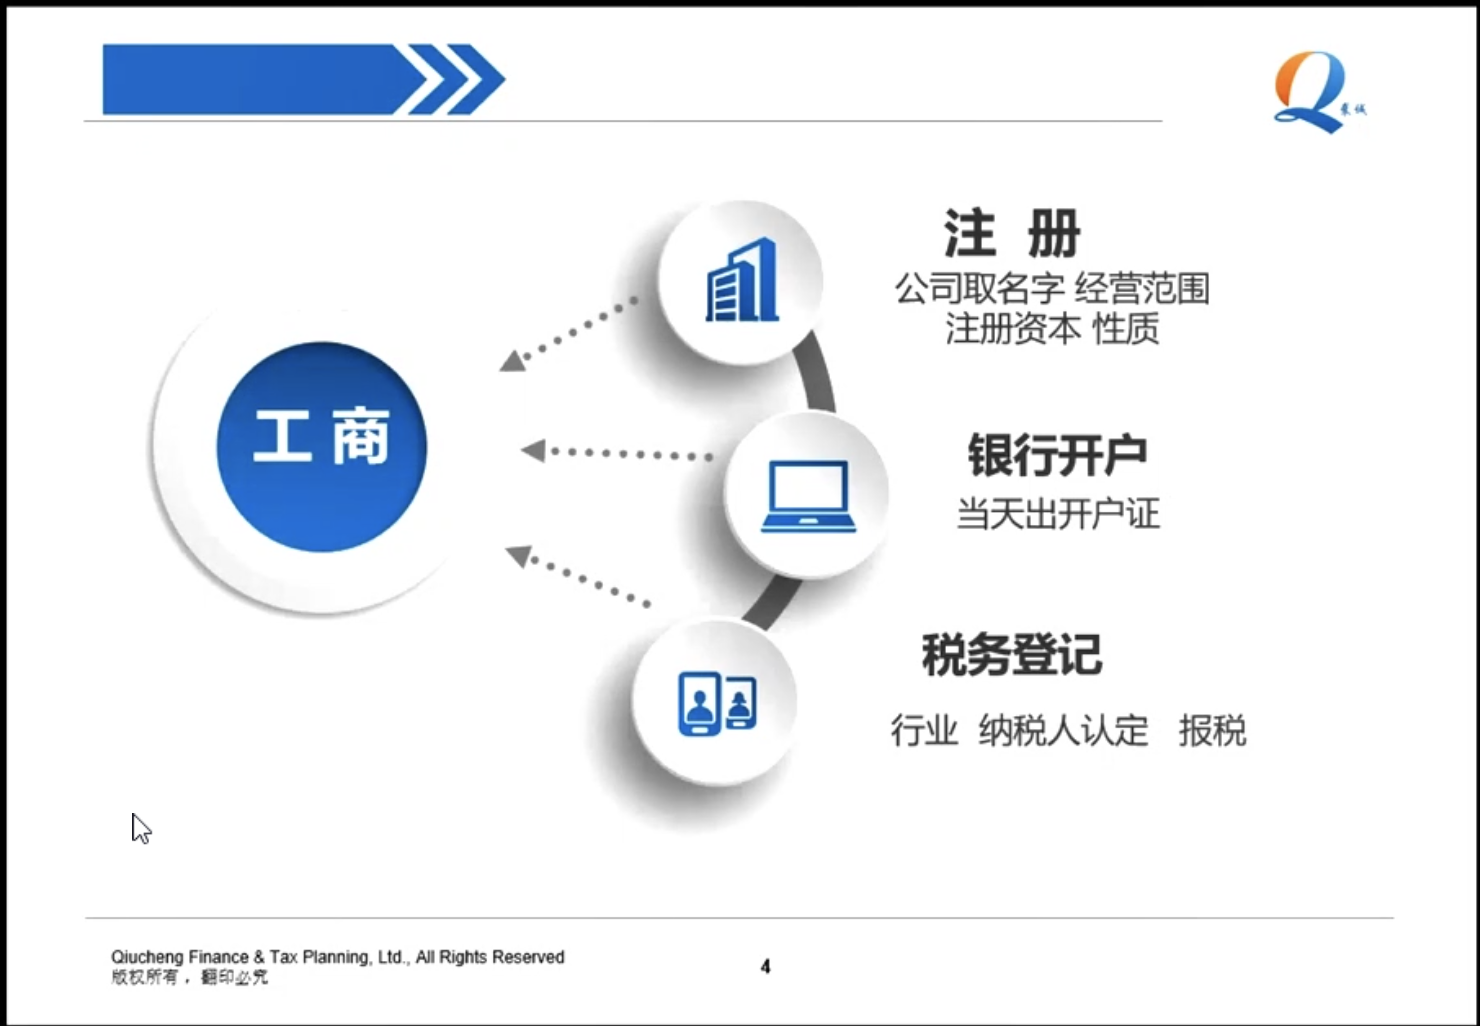 注 册
公司取名字 经营范围
注册资本 性质
工 商
银行开户
当天出开户证
税务登记
行业 纳税人认定 报税
Qiucheng Finance & Tax Planning, Ltd., All Rights Reserved
版权所有，翻印必究
4